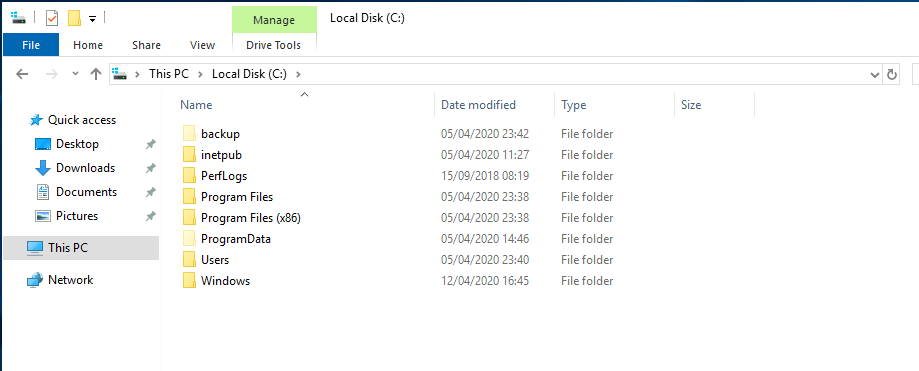 Manage Local Disk (C:)
File Home Share View Drive Tools
This PC Local Disk (C:)
Name Date modified Type Size
Quick access
Desktop
Downloads
Documents
Pictures
This PC
Network
backup 05/04/2020 23:42 File folder
inetpub 05/04/2020 11:27 File folder
PerfLogs 15/09/2018 08:19 File folder
Program Files 05/04/2020 23:38 File folder
Program Files (x86) 05/04/2020 23:38 File folder
ProgramData 05/04/2020 14:46 File folder
Users 05/04/2020 23:40 File folder
Windows 12/04/2020 16:45 File folder